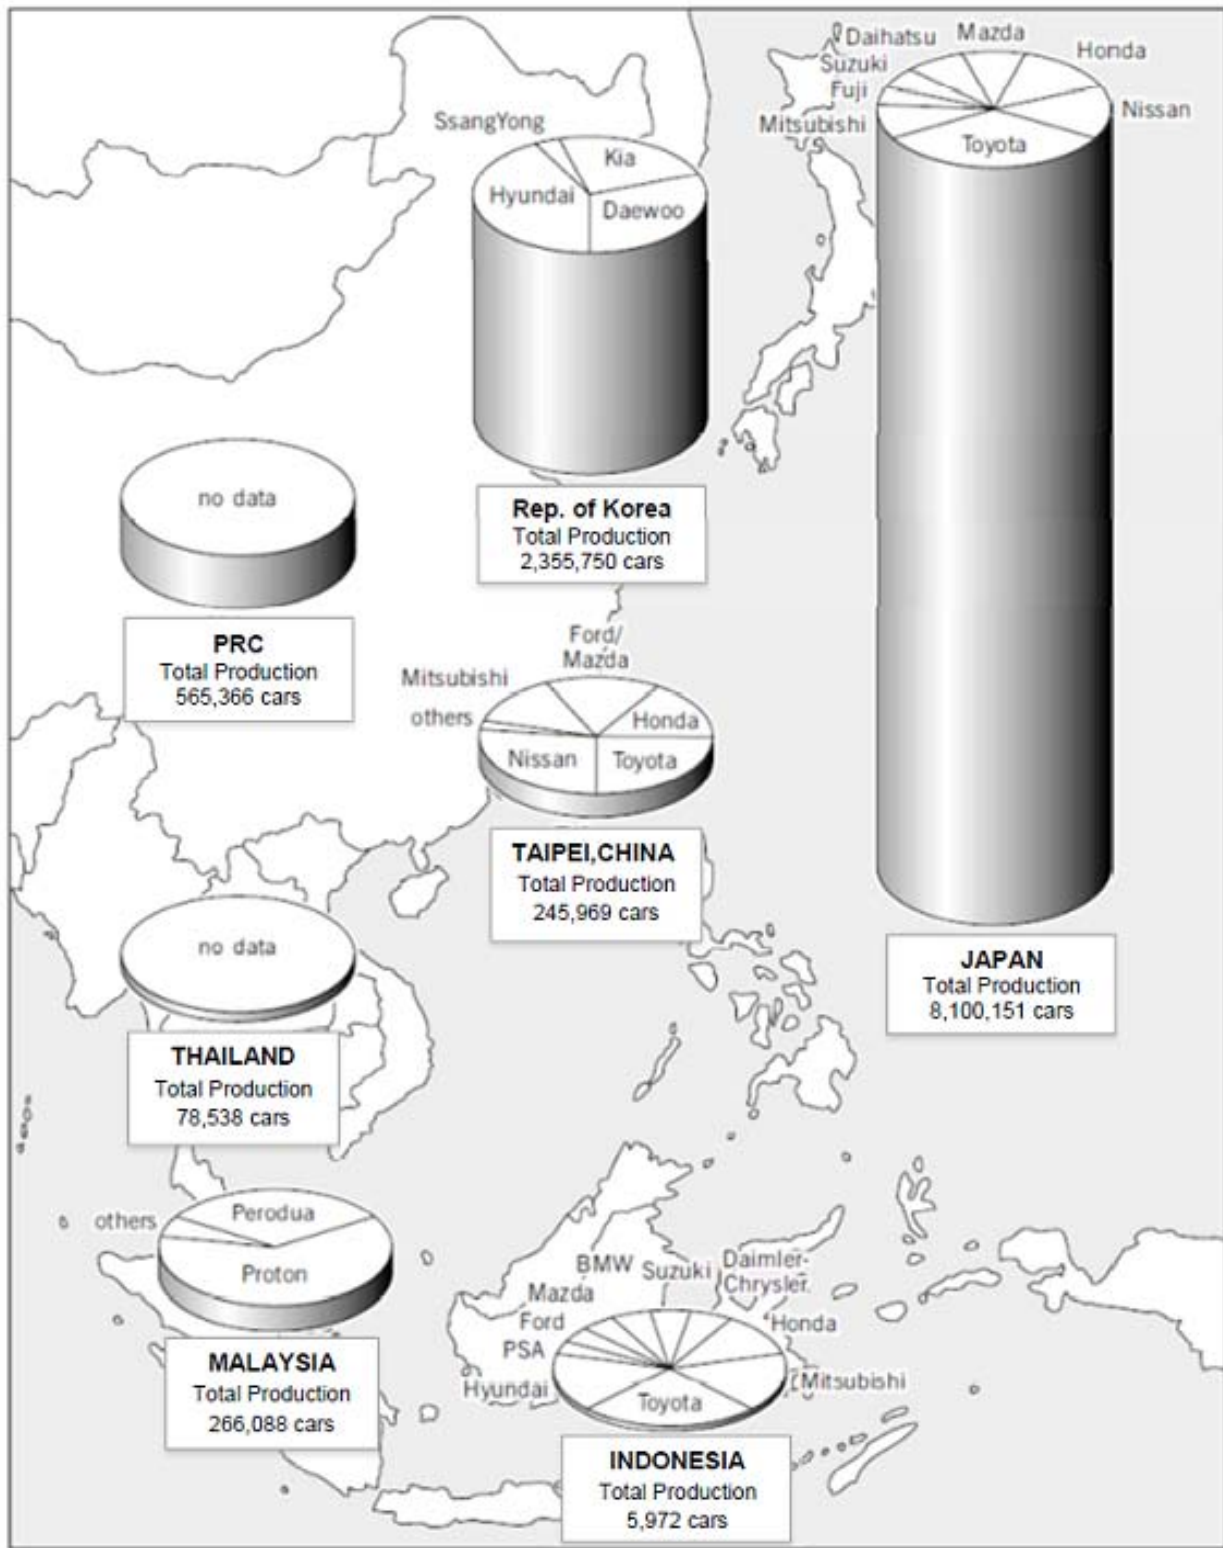 Daihatsu
Mazda
Honda
Suzuki
Fuji
Nissan
Mitsubishi
Toyota
SsangYong
Kia
Hyundai
Daewoo
Rep. of Korea
Total Production
2,355,750 cars
no data
PRC
Total Production
565,366 cars
Ford/
Mazda
Mitsubishi
others
Honda
Nissan
Toyota
TAIPEI,CHINA
Total Production
245,969 cars
JAPAN
Total Production
8,100,151 cars
no data
THAILAND
Total Production
78,538 cars
Perodua
others
Proton
MALAYSIA
Total Production
266,088 cars
BMW
Suzuki
Daimler-
Chrysler
Mazda
Ford
Honda
PSA
Hyundai
Mitsubishi
Toyota
INDONESIA
Total Production
5,972 cars